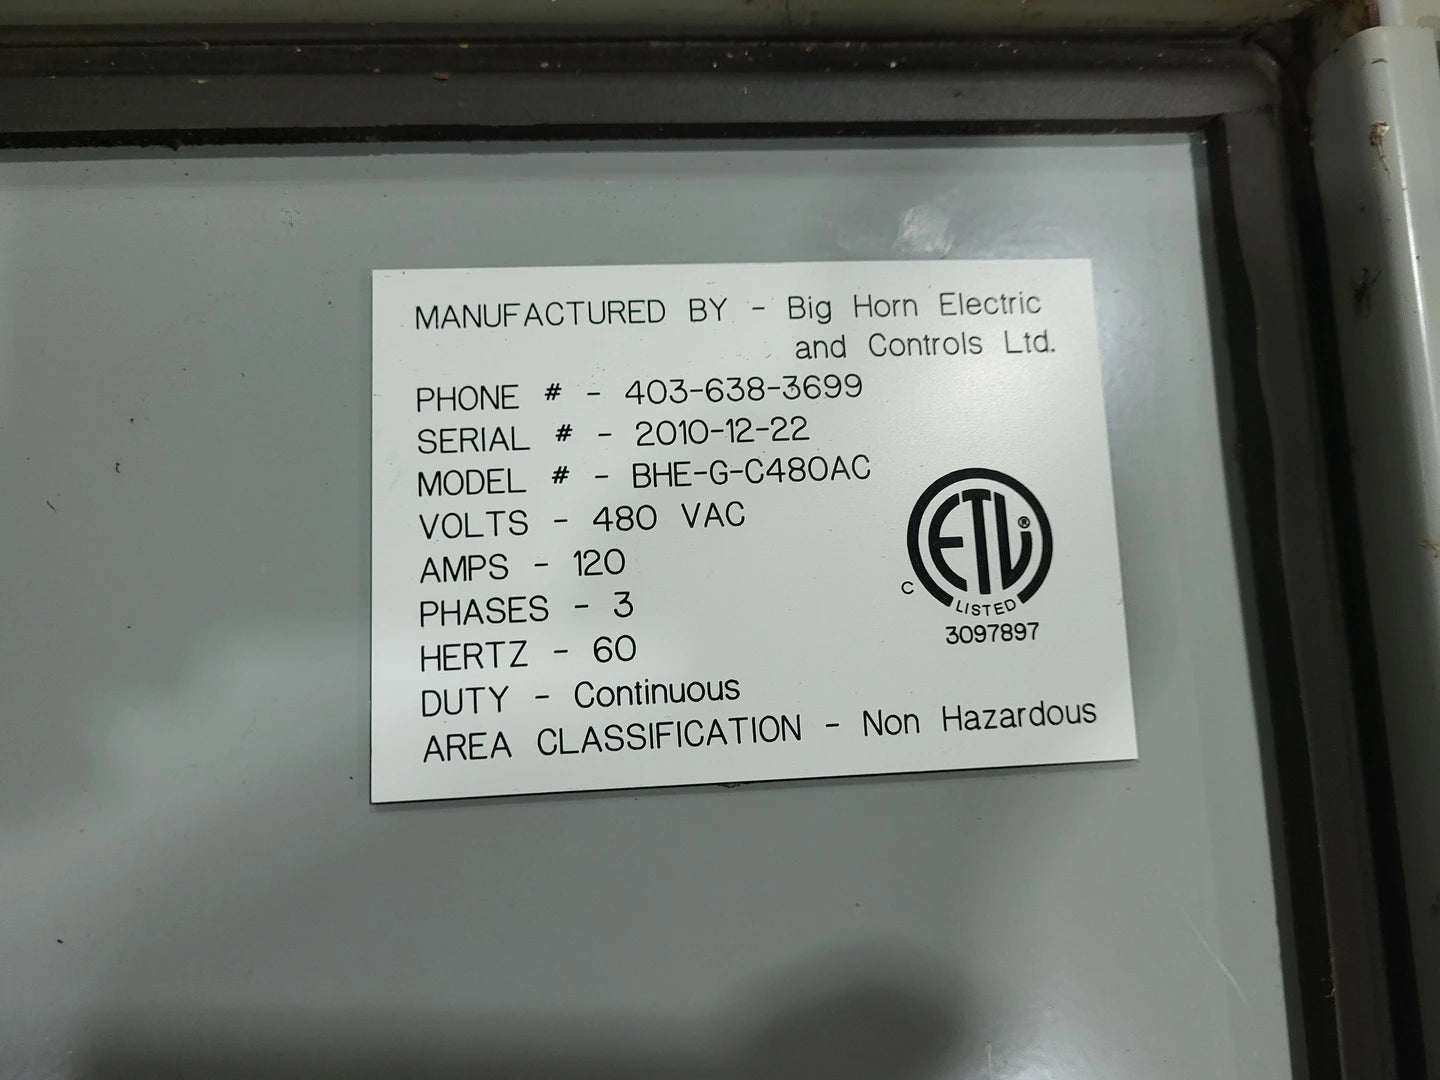 MANUFACTURED BY - Big Horn Electric
and Controls Ltd.
PHONE # - 403-638-3699
SERIAL # - 2010-12-22
MODEL # - BHE-G-C480AC
VOLTS - 480 VAC
AMPS - 120
PHASES - 3
HERTZ - 60
DUTY - Continuous
AREA CLASSIFICATION - Non Hazardous
ETL ®
C
LISTED
3097897